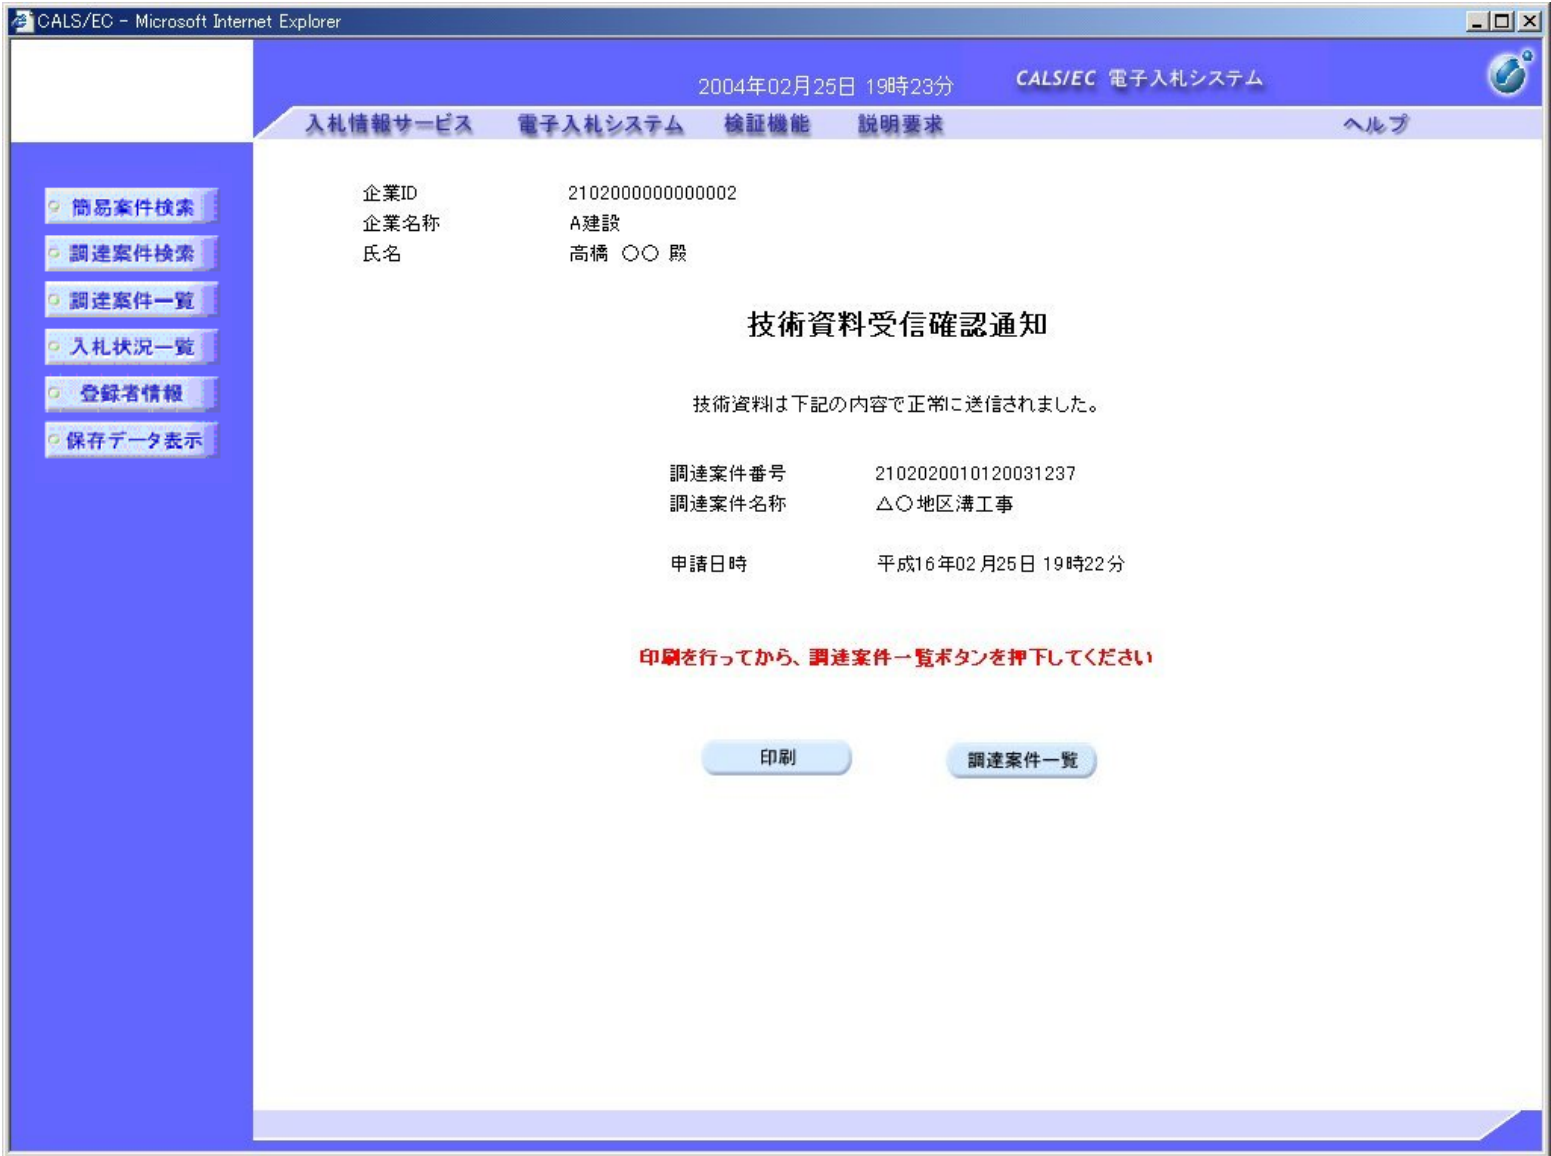 CALS/EC - Microsoft Internet Explorer
2004年02月25日 19時23分
CALS/EC 電子入札システム
入札情報サービス 電子入札システム 検証機能 説明要求 ヘルプ
簡易案件検索
調達案件検索
調達案件一覧
入札状況一覧
登録者情報
保存データ表示
企業ID 2102000000000002
企業名称 A建設
氏名 高橋 〇〇 殿
技術資料受信確認通知
技術資料は下記の内容で正常に送信されました。
調達案件番号 2102020010120031237
調達案件名称 △〇地区溝工事
申請日時 平成16年02月25日 19時22分
印刷を行ってから、調達案件一覧ボタンを押下してください
印刷 調達案件一覧